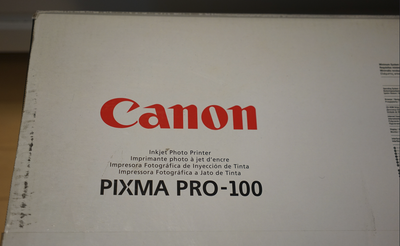 Canon
Inkjet Photo Printer
Imprimante photo à jet d'encre
Impresora Fotográfica de Inyección de Tinta
Impressora Fotográfica a Jato de Tinta
PIXMA PRO-100